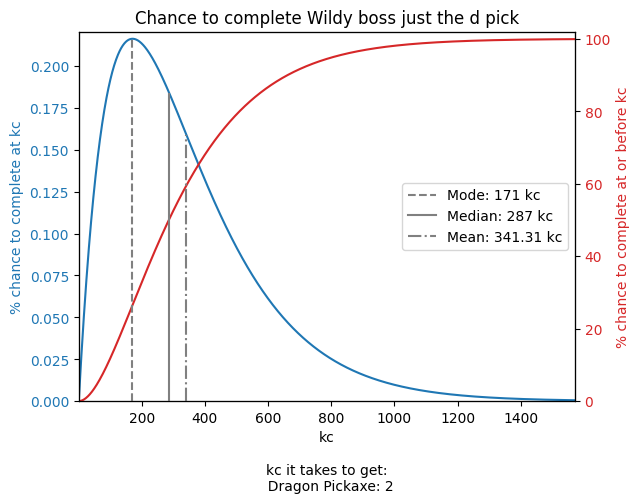 Chance to complete Wildy boss just the d pick
% chance to complete at kc
0.200
0.175
0.150
0.125
0.100
0.075
0.050
0.025
0.000
100
80
60
40
20
0
% chance to complete at or before kc
Mode: 171 kc
Median: 287 kc
Mean: 341.31 kc
200 400 600 800 1000 1200 1400
kc
kc it takes to get:
Dragon Pickaxe: 2